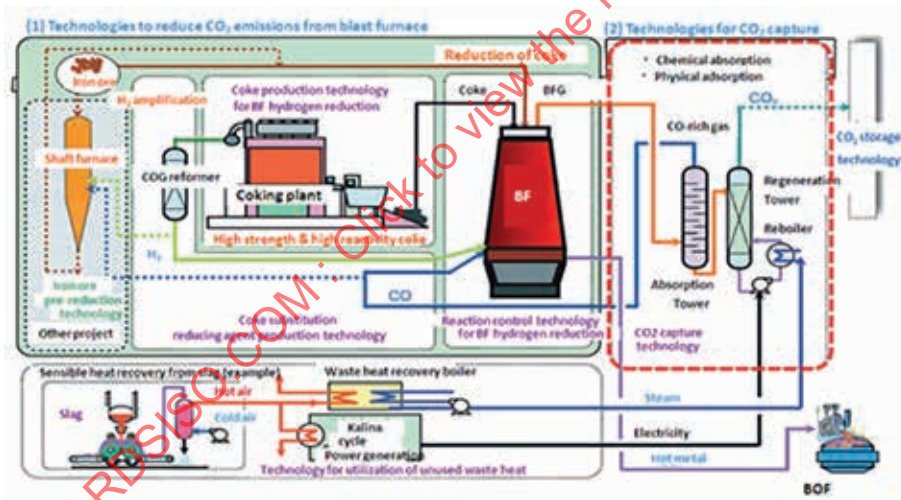 (1) Technologies to reduce CO₂ emissions from blast furnace
(2) Technologies for CO₂ capture
Reduction of coke
Iron ore
H₂ amplification
Coke production technology
for BF hydrogen reduction
Coke
BFG
・ Chemical absorption
・ Physical adsorption
CO₂
CO-rich gas
CO₂ storage
technology
Shaft furnace
COG reformer
Coking plant
BF
Regeneration
Tower
High strength & high reactivity coke
Reboiler
H₂
Iron ore
pre-reduction
technology
CO
Absorption
Tower
Other project
Coke substitution
reducing agent production technology
Reaction control technology
for BF hydrogen reduction
CO2 capture
technology
Sensible heat recovery from slag (example)
Waste heat recovery boiler
Hot air
Slag
Cold air
Steam
Kalina
cycle
Power generation
Electricity
Technology for utilization of unused waste heat
Hot metal
BOF
RDSISO.COM : Click to view the